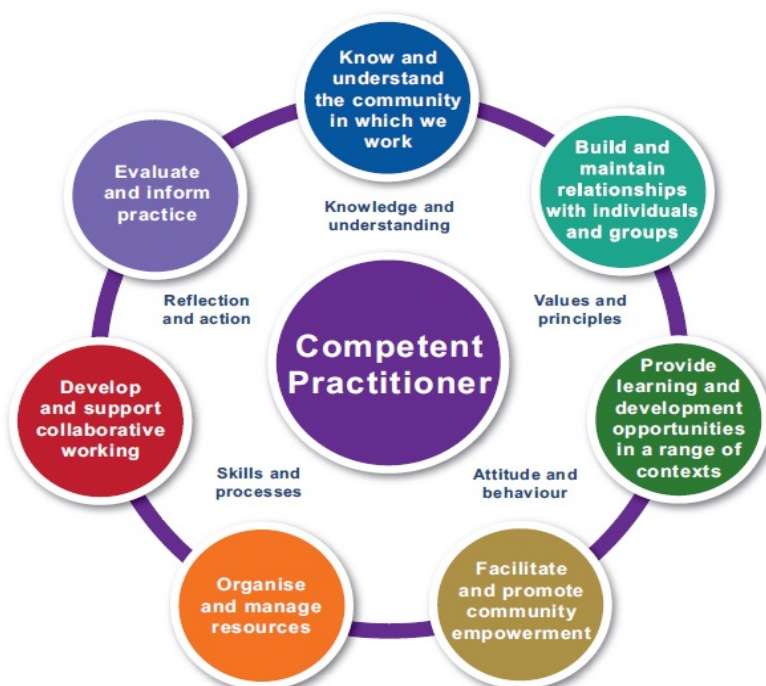 Know and
understand
the community
in which we
work
Build and
maintain
relationships
with individuals
and groups
Provide
learning and
development
opportunities
in a range of
contexts
Facilitate
and promote
community
empowerment
Organise
and manage
resources
Develop
and support
collaborative
working
Evaluate
and inform
practice
Knowledge and
understanding
Values and
principles
Attitude and
behaviour
Skills and
processes
Reflection
and action
Competent
Practitioner